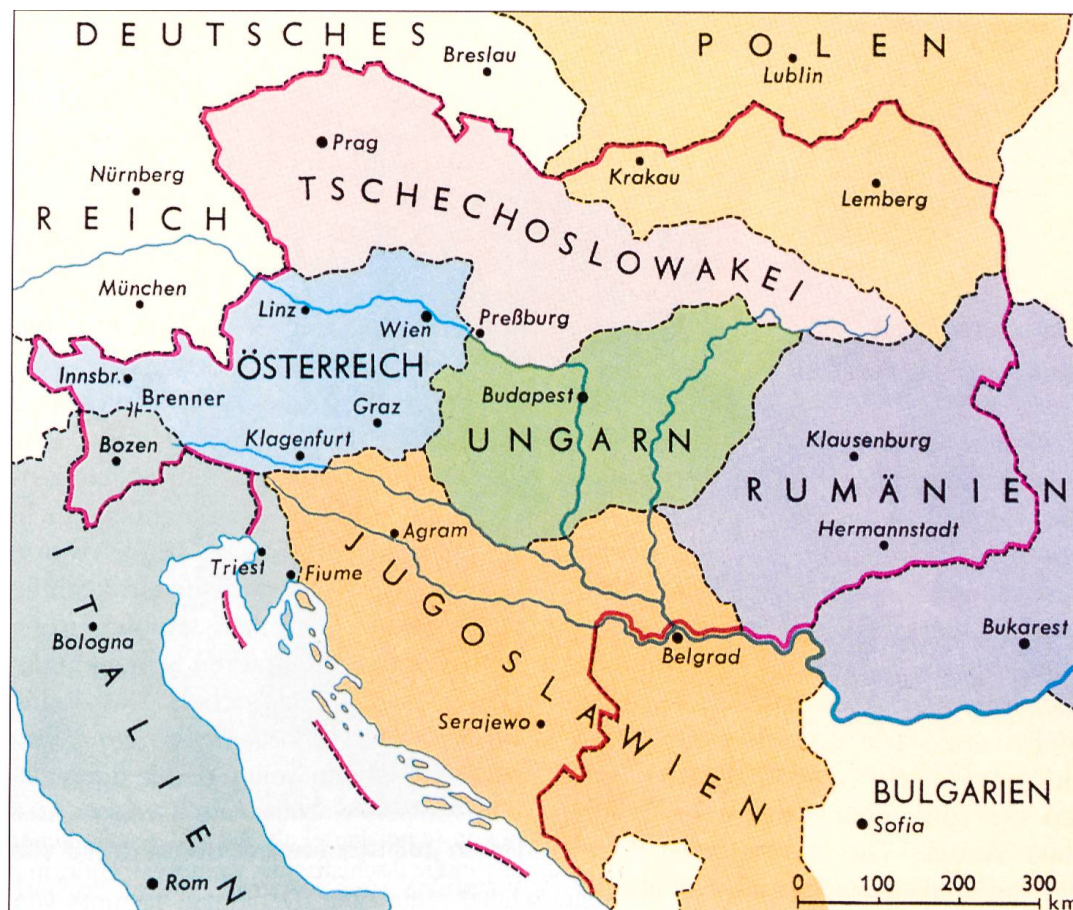 DEUTSCHES
POLEN
Breslau
Lublin
Prag
Krakau
Nürnberg
TSCHECHOSLOWAKEI
Lemberg
REICH
München
Linz
Wien
Preßburg
ÖSTERREICH
Innsbr.
Brenner
Budapest
Graz
Klagenfurt
UNGARN
Klausenburg
Bozen
RUMÄNIEN
Hermannstadt
Agram
JUGOSLAWIEN
Triest
Fiume
ITALIEN
Bologna
Belgrad
Bukarest
Serajewo
BULGARIEN
Sofia
Rom
0 100 200 300
km